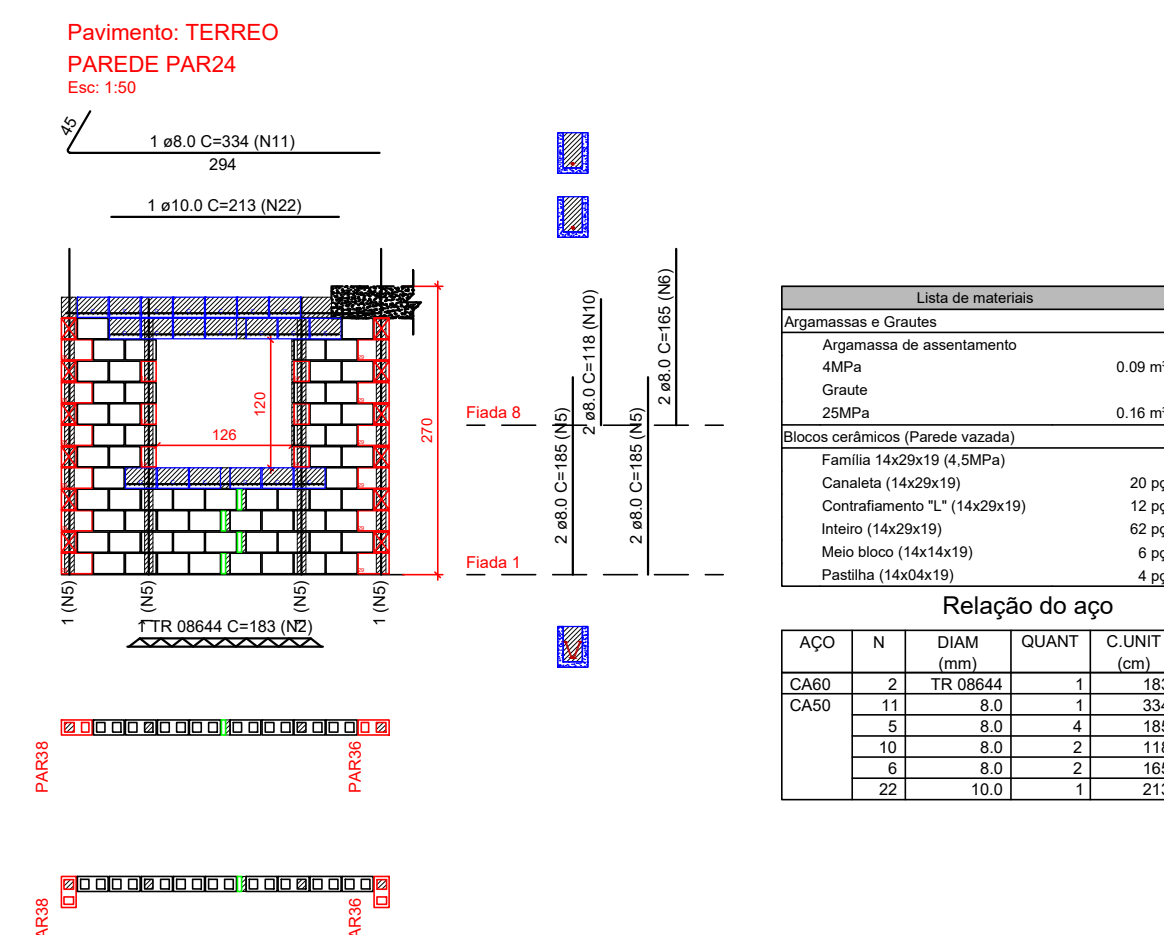 Pavimento: TERREO
PAREDE PAR24
Esc: 1:50
45
1 ø8.0 C=334 (N11)
294
1 ø10.0 C=213 (N22)
120
126
270
Fiada 8
Fiada 1
2 ø8.0 C=185 (N5)
2 ø8.0 C=118 (N10)
2 ø8.0 C=185 (N5)
2 ø8.0 C=165 (N6)
1 (N5)
1 (N5)
1 (N5)
1 (N5)
1 TR 08644 C=183 (N2)
PAR38
PAR36
AR38
AR36
Lista de materiais
Argamassas e Grautes
Argamassa de assentamento
4MPa 0.09 m³
Graute
25MPa 0.16 m³
Blocos cerâmicos (Parede vazada)
Família 14x29x19 (4,5MPa)
Canaleta (14x29x19) 20 pç
Contrafiamento "L" (14x29x19) 12 pç
Inteiro (14x29x19) 62 pç
Meio bloco (14x14x19) 6 pç
Pastilha (14x04x19) 4 pç
Relação do aço
AÇO N DIAM QUANT C.UNIT
(mm) (cm)
CA60 2 TR 08644 1 183
CA50 11 8.0 1 334
5 8.0 4 185
10 8.0 2 118
6 8.0 2 165
22 10.0 1 213